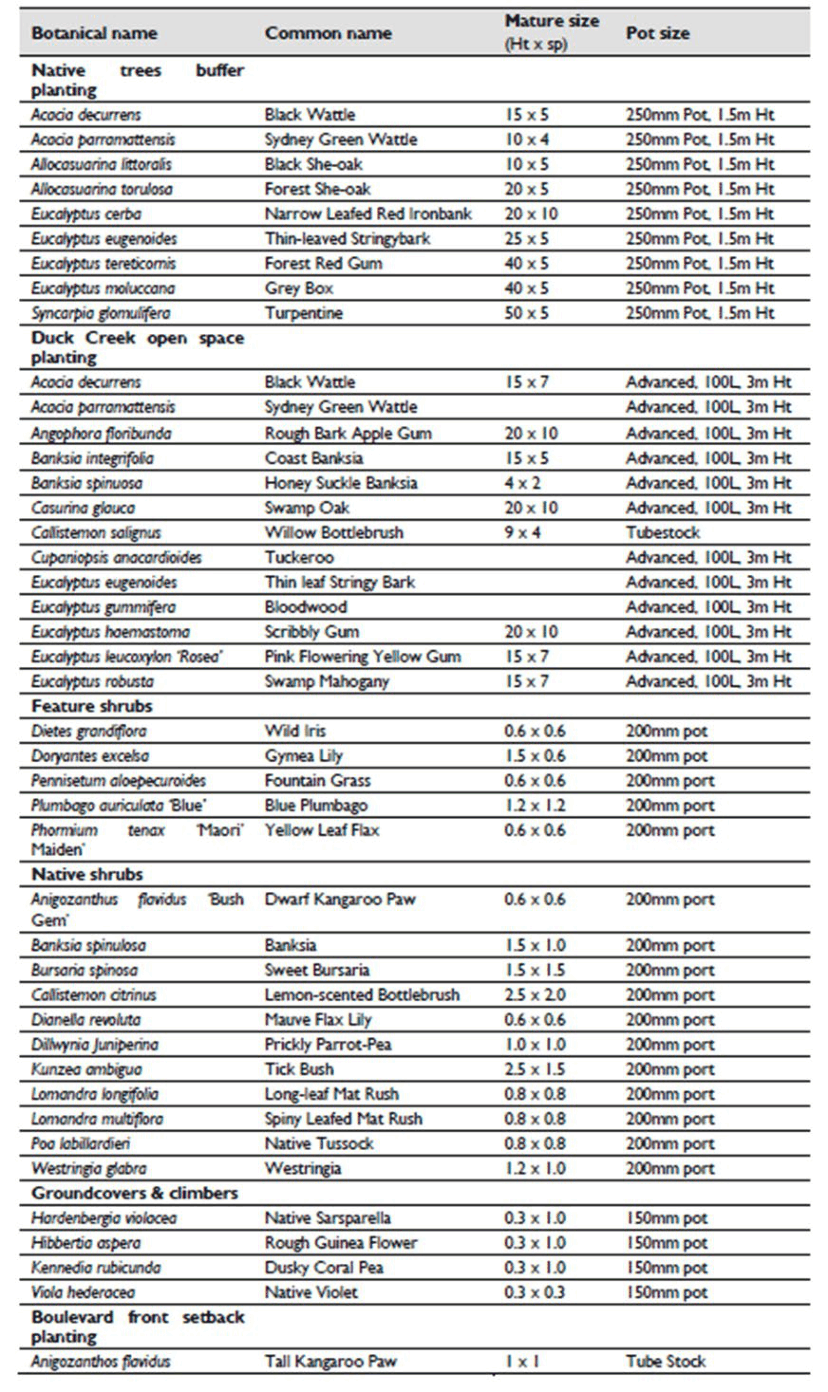 Botanical name Common name Mature size (Ht x sp) Pot size
Native trees buffer
planting
Acacia decurrens Black Wattle 15 x 5 250mm Pot, 1.5m Ht
Acacia parramattensis Sydney Green Wattle 10 x 4 250mm Pot, 1.5m Ht
Allocasuarina littoralis Black She-oak 10 x 5 250mm Pot, 1.5m Ht
Allocasuarina torulosa Forest She-oak 20 x 5 250mm Pot, 1.5m Ht
Eucalyptus cerba Narrow Leafed Red Ironbank 20 x 10 250mm Pot, 1.5m Ht
Eucalyptus eugenoides Thin-leaved Stringybark 25 x 5 250mm Pot, 1.5m Ht
Eucalyptus tereticornis Forest Red Gum 40 x 5 250mm Pot, 1.5m Ht
Eucalyptus moluccana Grey Box 40 x 5 250mm Pot, 1.5m Ht
Syncarpia glomulifera Turpentine 50 x 5 250mm Pot, 1.5m Ht
Duck Creek open space
planting
Acacia decurrens Black Wattle 15 x 7 Advanced, 100L, 3m Ht
Acacia parramattensis Sydney Green Wattle Advanced, 100L, 3m Ht
Angophora floribunda Rough Bark Apple Gum 20 x 10 Advanced, 100L, 3m Ht
Banksia integrifolia Coast Banksia 15 x 5 Advanced, 100L, 3m Ht
Banksia spinuosa Honey Suckle Banksia 4 x 2 Advanced, 100L, 3m Ht
Casurina glauca Swamp Oak 20 x 10 Advanced, 100L, 3m Ht
Callistemon salignus Willow Bottlebrush 9 x 4 Tubestock
Cupaniopsis anacardioides Tuckeroo Advanced, 100L, 3m Ht
Eucalyptus eugenoides Thin leaf Stringy Bark Advanced, 100L, 3m Ht
Eucalyptus gummifera Bloodwood Advanced, 100L, 3m Ht
Eucalyptus haemastoma Scribbly Gum 20 x 10 Advanced, 100L, 3m Ht
Eucalyptus leucoxylon 'Rosea' Pink Flowering Yellow Gum 15 x 7 Advanced, 100L, 3m Ht
Eucalyptus robusta Swamp Mahogany 15 x 7 Advanced, 100L, 3m Ht
Feature shrubs
Dietes grandiflora Wild Iris 0.6 x 0.6 200mm pot
Doryantes excelsa Gymea Lily 1.5 x 0.6 200mm pot
Pennisetum aloepecuroides Fountain Grass 0.6 x 0.6 200mm port
Plumbago auriculata 'Blue' Blue Plumbago 1.2 x 1.2 200mm port
Phormium tenax 'Maori' Yellow Leaf Flax 0.6 x 0.6 200mm port
Maiden'
Native shrubs
Anigozanthus flavidus 'Bush Dwarf Kangaroo Paw 0.6 x 0.6 200mm port
Gem'
Banksia spinulosa Banksia 1.5 x 1.0 200mm port
Bursaria spinosa Sweet Bursaria 1.5 x 1.5 200mm port
Callistemon citrinus Lemon-scented Bottlebrush 2.5 x 2.0 200mm port
Dianella revoluta Mauve Flax Lily 0.6 x 0.6 200mm port
Dillwynia Juniperina Prickly Parrot-Pea 1.0 x 1.0 200mm port
Kunzea ambigua Tick Bush 2.5 x 1.5 200mm port
Lomandra longifolia Long-leaf Mat Rush 0.8 x 0.8 200mm port
Lomandra multiflora Spiny Leafed Mat Rush 0.8 x 0.8 200mm port
Poa labillardieri Native Tussock 0.8 x 0.8 200mm port
Westringia glabra Westringia 1.2 x 1.0 200mm port
Groundcovers & climbers
Hardenbergia violacea Native Sarsparella 0.3 x 1.0 150mm pot
Hibbertia aspera Rough Guinea Flower 0.3 x 1.0 150mm pot
Kennedia rubicunda Dusky Coral Pea 0.3 x 1.0 150mm pot
Viola hederacea Native Violet 0.3 x 0.3 150mm pot
Boulevard front setback
planting
Anigozanthos flavidus Tall Kangaroo Paw 1 x 1 Tube Stock